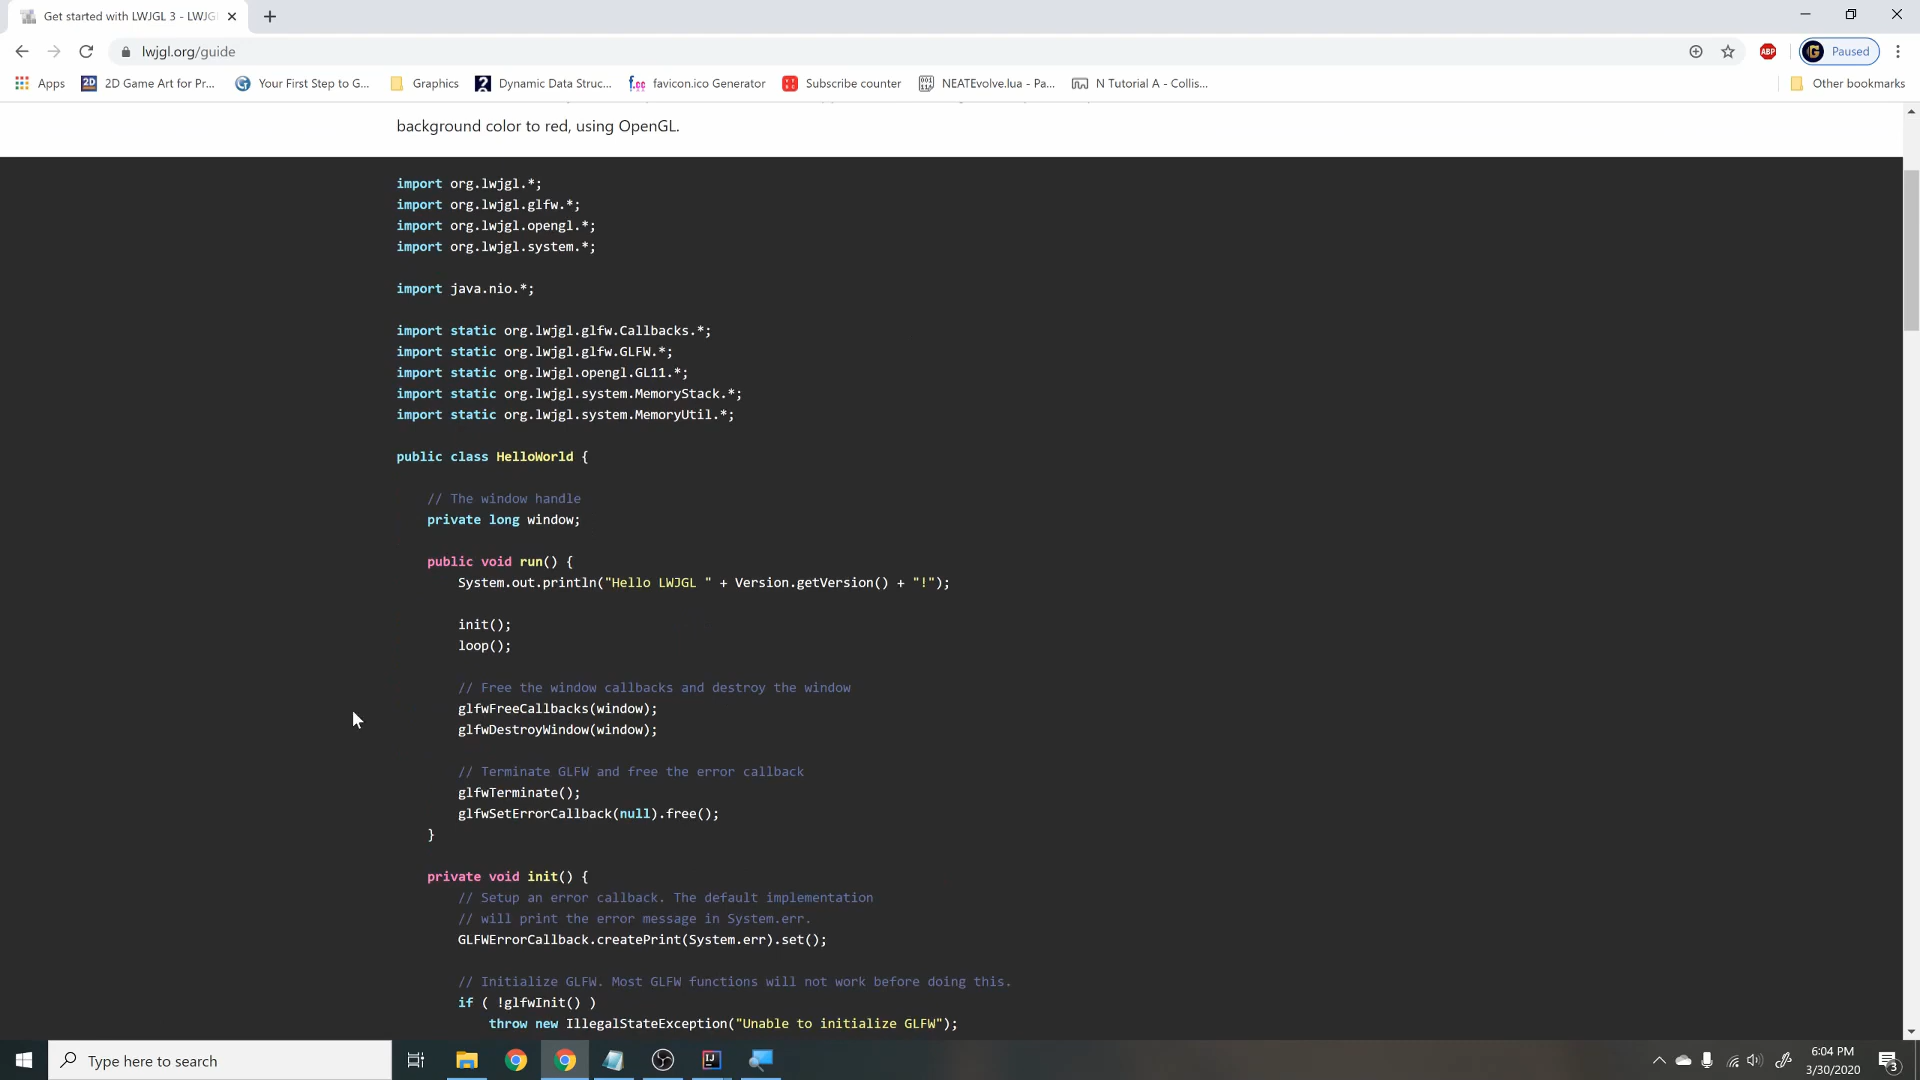 Get started with LWJGL 3 - LWJG
lwjgl.org/guide
Paused
Apps
2D Game Art for Pr...
Your First Step to G...
Graphics
Dynamic Data Struc...
favicon.ico Generator
Subscribe counter
NEATEvolve.lua - Pa...
N Tutorial A - Collis...
Other bookmarks
background color to red, using OpenGL.
import org.lwjgl.*;
import org.lwjgl.glfw.*;
import org.lwjgl.opengl.*;
import org.lwjgl.system.*;
import java.nio.*;
import static org.lwjgl.glfw.Callbacks.*;
import static org.lwjgl.glfw.GLFW.*;
import static org.lwjgl.opengl.GL11.*;
import static org.lwjgl.system.MemoryStack.*;
import static org.lwjgl.system.MemoryUtil.*;
public class HelloWorld {
// The window handle
private long window;
public void run() {
System.out.println("Hello LWJGL " + Version.getVersion() + "!");
init();
loop();
// Free the window callbacks and destroy the window
glfwFreeCallbacks(window);
glfwDestroyWindow(window);
// Terminate GLFW and free the error callback
glfwTerminate();
glfwSetErrorCallback(null).free();
}
private void init() {
// Setup an error callback. The default implementation
// will print the error message in System.err.
GLFWErrorCallback.createPrint(System.err).set();
// Initialize GLFW. Most GLFW functions will not work before doing this.
if ( !glfwInit() )
throw new IllegalStateException("Unable to initialize GLFW");
Type here to search
6:04 PM
3/30/2020
3